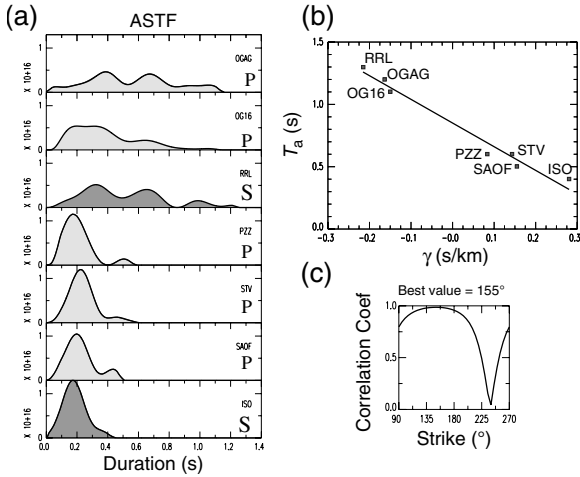 (a)
ASTF
X 10+16
1
0
OGAG
P
X 10+16
1
0
OG16
P
X 10+16
1
0
RRL
S
X 10+16
1
0
PZZ
P
X 10+16
1
0
STV
P
X 10+16
1
0
SAOF
P
X 10+16
1
0
ISO
S
0.0 0.2 0.4 0.6 0.8 1.0 1.2 1.4
Duration (s)
(b)
1.5
1.0
0.5
0.0
Ta (s)
RRL
OGAG
OG16
PZZ
STV
SAOF
ISO
-0.3 -0.2 -0.1 -0.0 0.1 0.2 0.3
γ (s/km)
(c)
Best value = 155°
1.0
0.5
0.0
Correlation Coef
90 135 180 225 270
Strike (°)